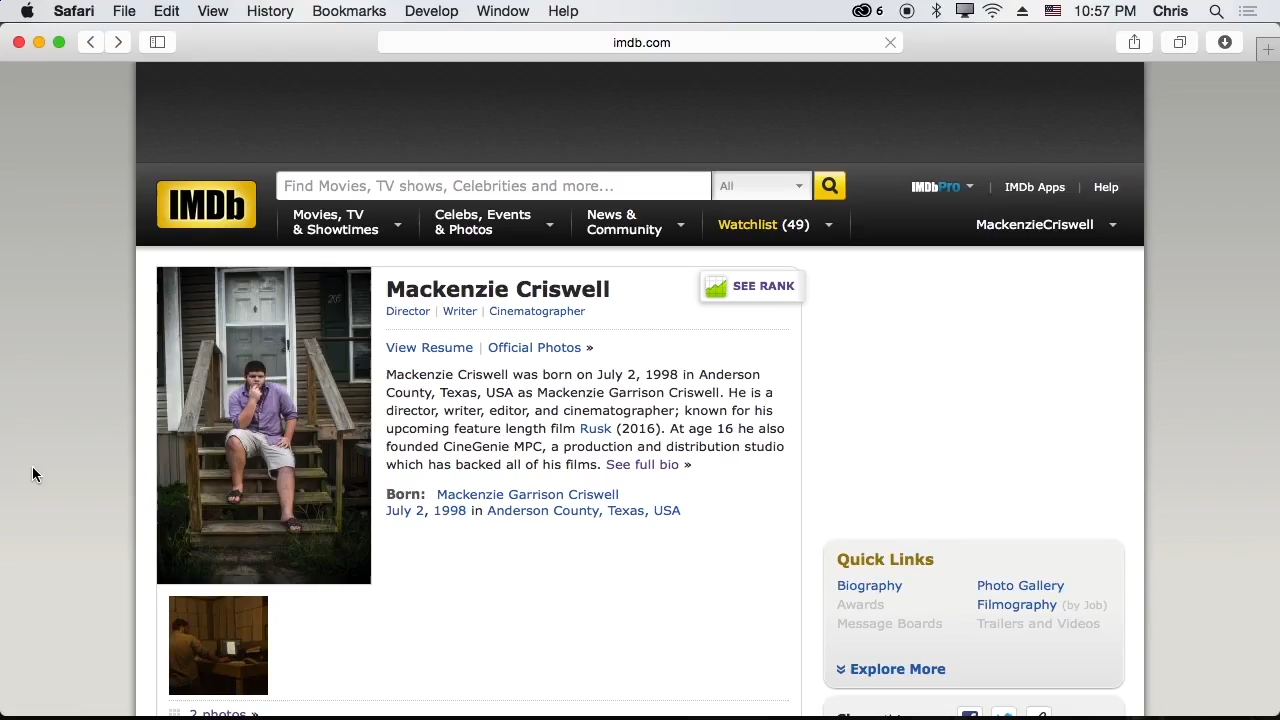 Safari File Edit View History Bookmarks Develop Window Help 6 10:57 PM Chris
imdb.com
IMDb
Find Movies, TV shows, Celebrities and more...
All
IMDbPro | IMDb Apps | Help
Movies, TV
& Showtimes
Celebs, Events
& Photos
News &
Community
Watchlist (49)
MackenzieCriswell
Mackenzie Criswell
SEE RANK
Director | Writer | Cinematographer
View Resume | Official Photos »
Mackenzie Criswell was born on July 2, 1998 in Anderson
County, Texas, USA as Mackenzie Garrison Criswell. He is a
director, writer, editor, and cinematographer; known for his
upcoming feature length film Rusk (2016). At age 16 he also
founded CineGenie MPC, a production and distribution studio
which has backed all of his films. See full bio »
Born: Mackenzie Garrison Criswell
July 2, 1998 in Anderson County, Texas, USA
2 photos »
Quick Links
Biography
Awards
Message Boards
Photo Gallery
Filmography (by Job)
Trailers and Videos
Explore More